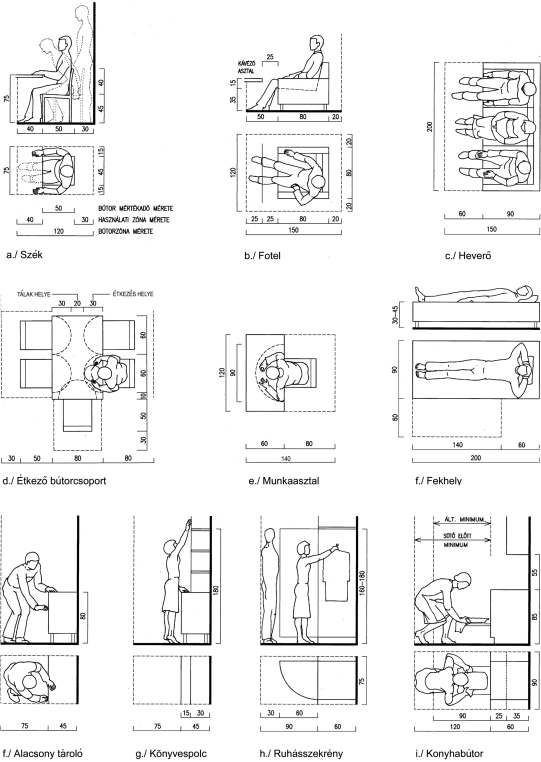 75
40
45
40 50 30
75
15
45
15
50 BÚTOR MÉRTÉKADÓ MÉRETE
40 30 HASZNÁLATI ZÓNA MÉRETE
120 BÚTORZÓNA MÉRETE
a./ Szék
KÁVÉZÓ
ASZTAL
25
15
35
50 80 20
120
20
80
20
25 25 80 20
150
b./ Fotel
200
60 90
150
c./ Heverő
TÁLAK HELYE
ÉTKEZÉS HELYE
30 20 30
60
60
10
50
30
30 50 80 80
d./ Étkező bútorcsoport
120
90
60 80
140
e./ Munkaasztal
30-45
90
60
140 60
200
f./ Fekhely
80
75 45
f./ Alacsony tároló
180
15 30
75 45
g./ Könyvespolc
160-180
75
30 60
90 60
h./ Ruhásszekrény
ÁLT. MINIMUM
SÜTŐ ELŐTT
MINIMUM
55
85
90
90 25 35
120 60
i./ Konyhabútor